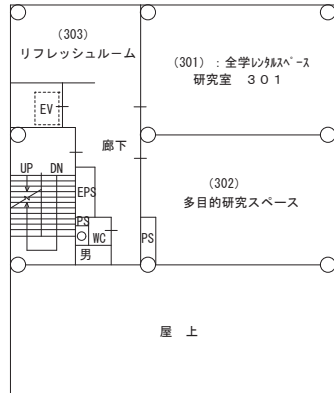 (303)
リフレッシュルーム
(301)：全学ﾚﾝﾀﾙｽﾍﾟｰｽ
研究室 ３０１
EV
廊下
UP DN
EPS
(302)
多目的研究スペース
PS
WC
PS
男
屋 上